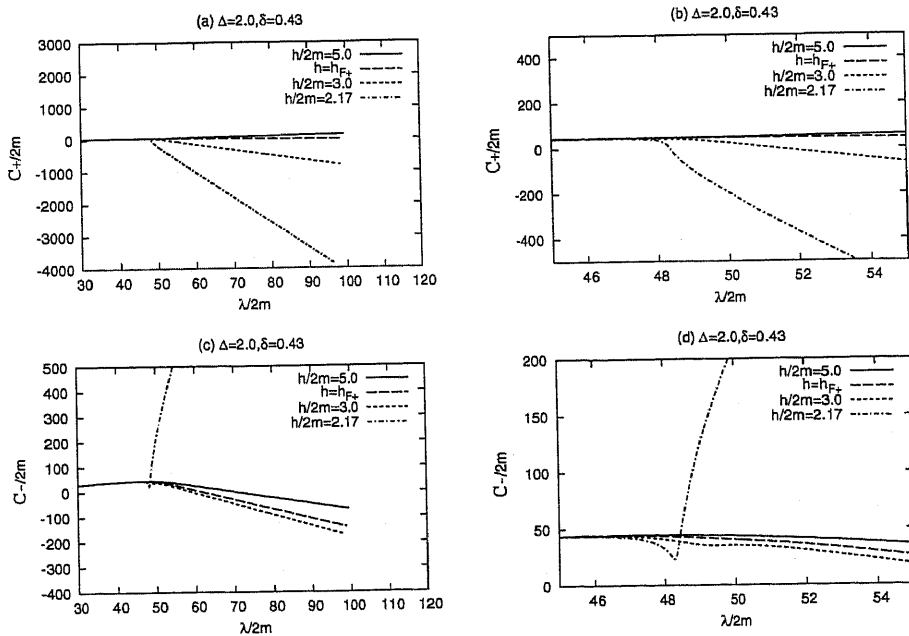 (a) Δ=2.0,δ=0.43
3000
2000
1000
0
-1000
-2000
-3000
-4000
C+/2m
h/2m=5.0
h=hF+
h/2m=3.0
h/2m=2.17
30 40 50 60 70 80 90 100 110 120
λ/2m
(b) Δ=2.0,δ=0.43
400
200
0
-200
-400
C+/2m
h/2m=5.0
h=hF+
h/2m=3.0
h/2m=2.17
46 48 50 52 54
λ/2m
(c) Δ=2.0,δ=0.43
500
400
300
200
100
0
-100
-200
-300
-400
C-/2m
h/2m=5.0
h=hF+
h/2m=3.0
h/2m=2.17
30 40 50 60 70 80 90 100 110 120
λ/2m
(d) Δ=2.0,δ=0.43
200
150
100
50
0
C-/2m
h/2m=5.0
h=hF+
h/2m=3.0
h/2m=2.17
46 48 50 52 54
λ/2m